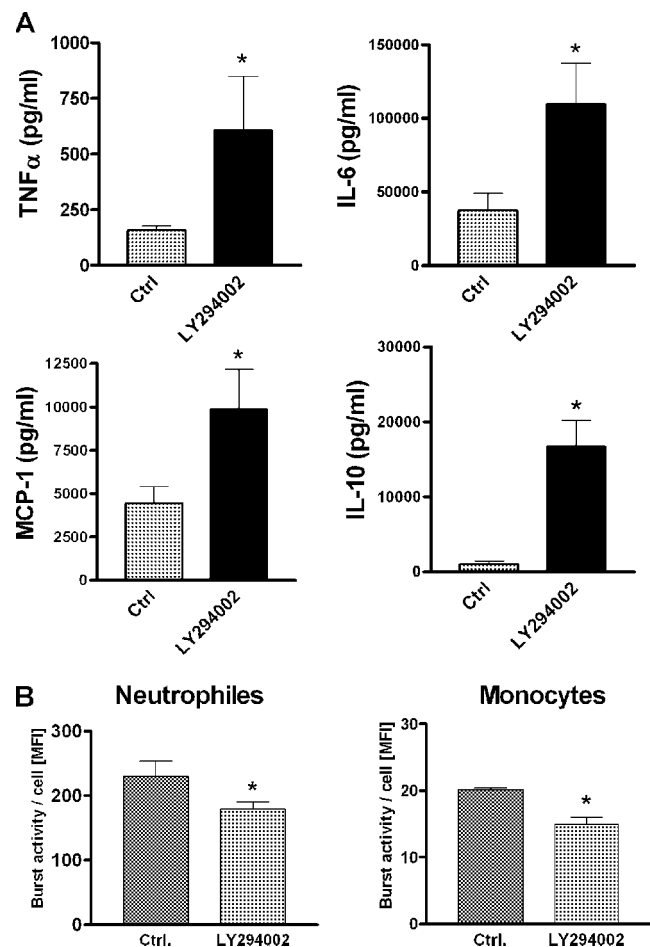 A
TNFα (pg/ml)
1000
750
500
250
0
*
Ctrl
LY294002
IL-6 (pg/ml)
150000
100000
50000
0
*
Ctrl
LY294002
MCP-1 (pg/ml)
12500
10000
7500
5000
2500
0
*
Ctrl
LY294002
IL-10 (pg/ml)
30000
20000
10000
0
*
Ctrl
LY294002
B
Neutrophiles
Burst activity / cell [MFI]
300
200
100
0
*
Ctrl.
LY294002
Monocytes
Burst activity / cell [MFI]
30
20
10
0
*
Ctrl.
LY294002